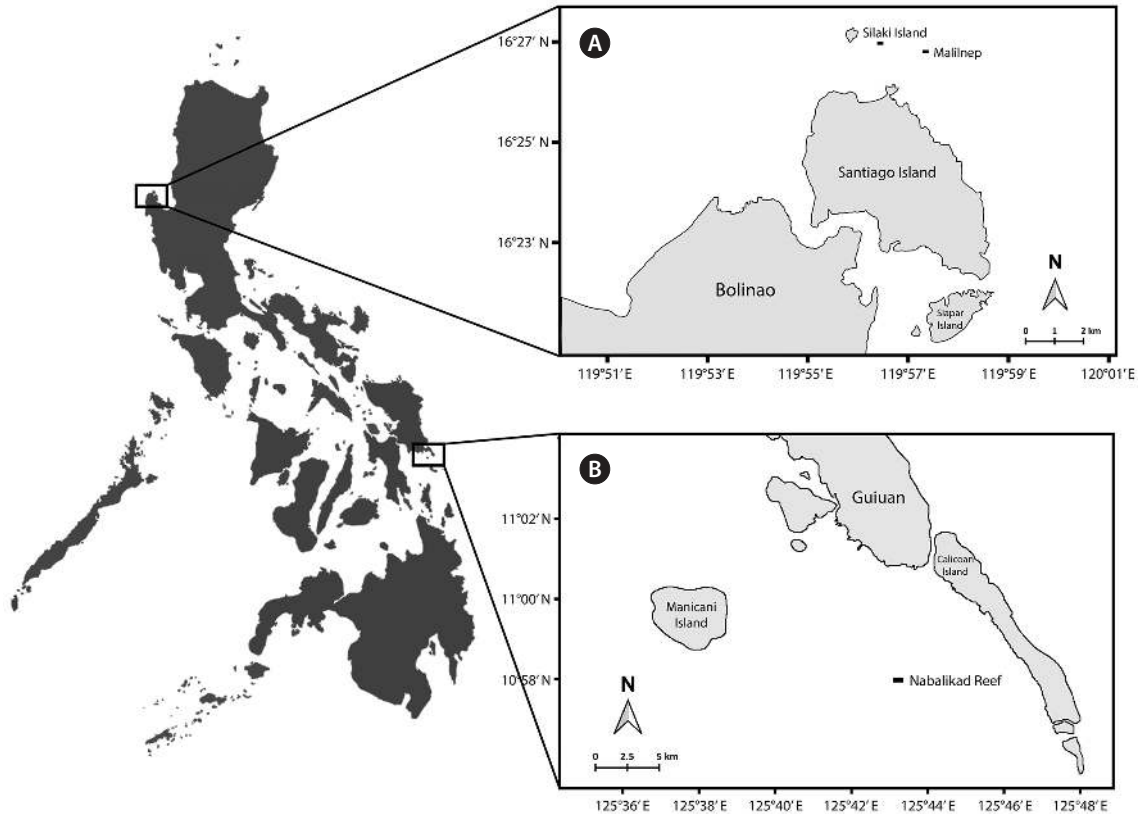 A
Silaki Island
Malilnep
Santiago Island
Bolinao
Siapar
Island
N
0 1 2 km
16°27′ N
16°25′ N
16°23′ N
119°51′ E 119°53′ E 119°55′ E 119°57′ E 119°59′ E 120°01′ E
B
Guiuan
Calicoan
Island
Manicani
Island
Nabalikad Reef
N
0 2.5 5 km
11°02′ N
11°00′ N
10°58′ N
125°36′ E 125°38′ E 125°40′ E 125°42′ E 125°44′ E 125°46′ E 125°48′ E